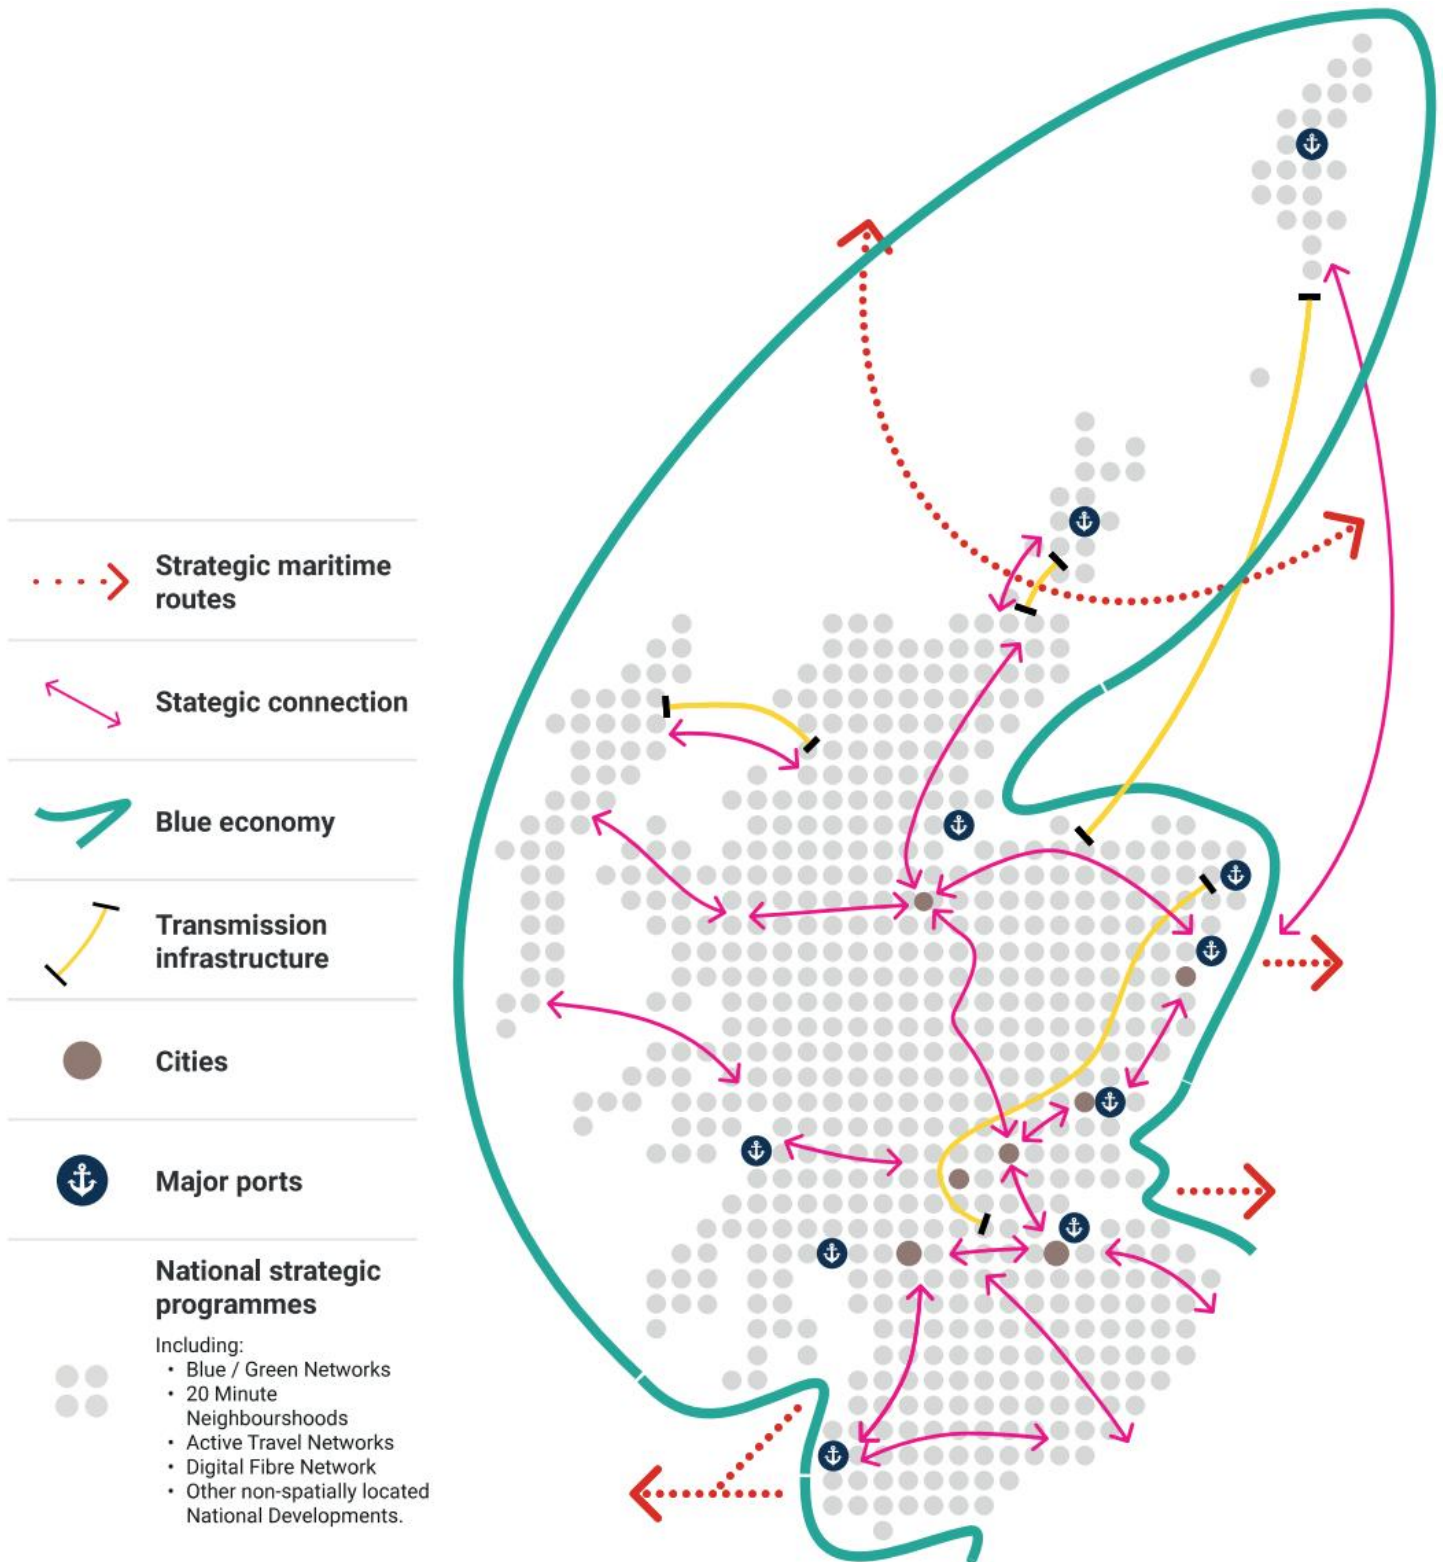 Strategic maritime
routes
Stategic connection
Blue economy
Transmission
infrastructure
Cities
Major ports
National strategic
programmes
Including:
• Blue / Green Networks
• 20 Minute
Neighbourshoods
• Active Travel Networks
• Digital Fibre Network
• Other non-spatially located
National Developments.